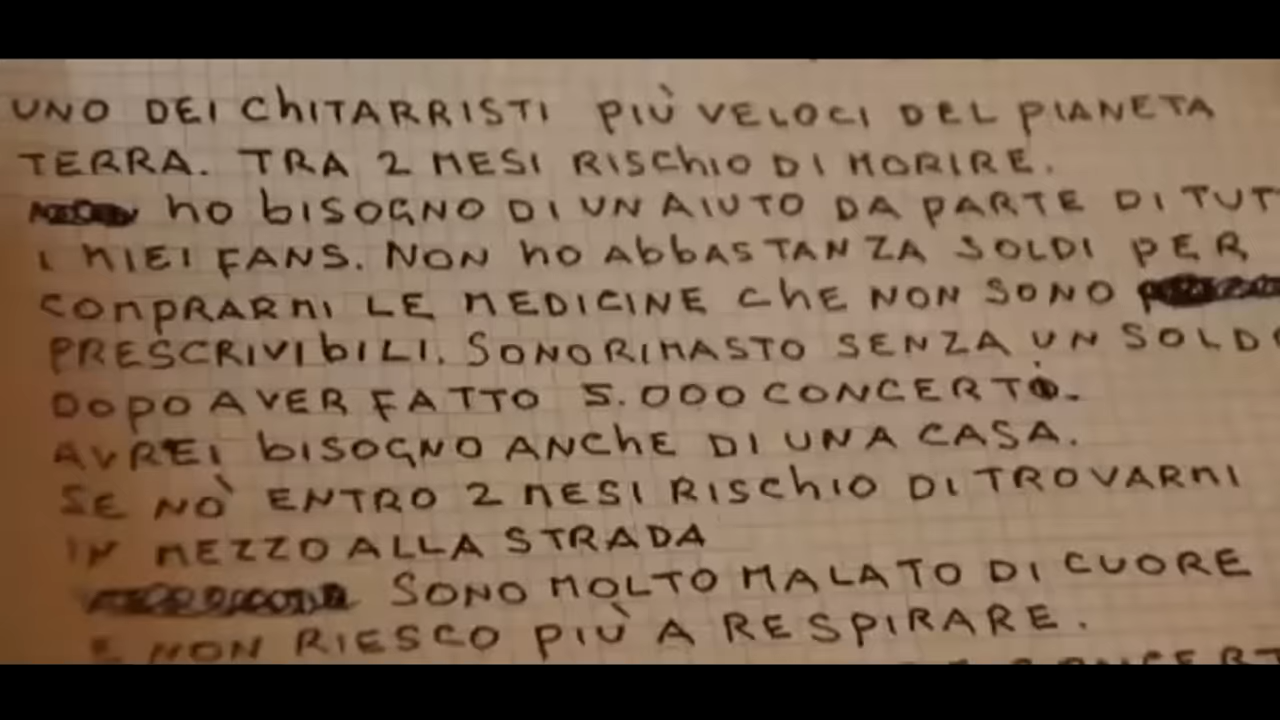 UNO DEI ChITARRISTI PIÙ VELOCI DEL PIANETA
TERRA. TRA 2 MESI RISChIO DI MORIRE.
ho bISOGNO DI UN AIUTO DA PARTE DI TUT
I MIEI FANS. NON ho AbbASTANZA SOLDI PER
COMPRARMI LE MEDICINE ChE NON SONO
PRESCRIVIbILI. SONO RIMASTO SENZA UN SOLDO
DOPO AVER FATTO 5.000 CONCERTI.
AVREI bISOGNO ANChE DI UNA CASA.
SE NÒ ENTRO 2 MESI RISChIO DI TROVARMI
IN MEZZO ALLA STRADA
SONO MOLTO MALATO DI CUORE
E NON RIESCO PIÙ A RESPIRARE.